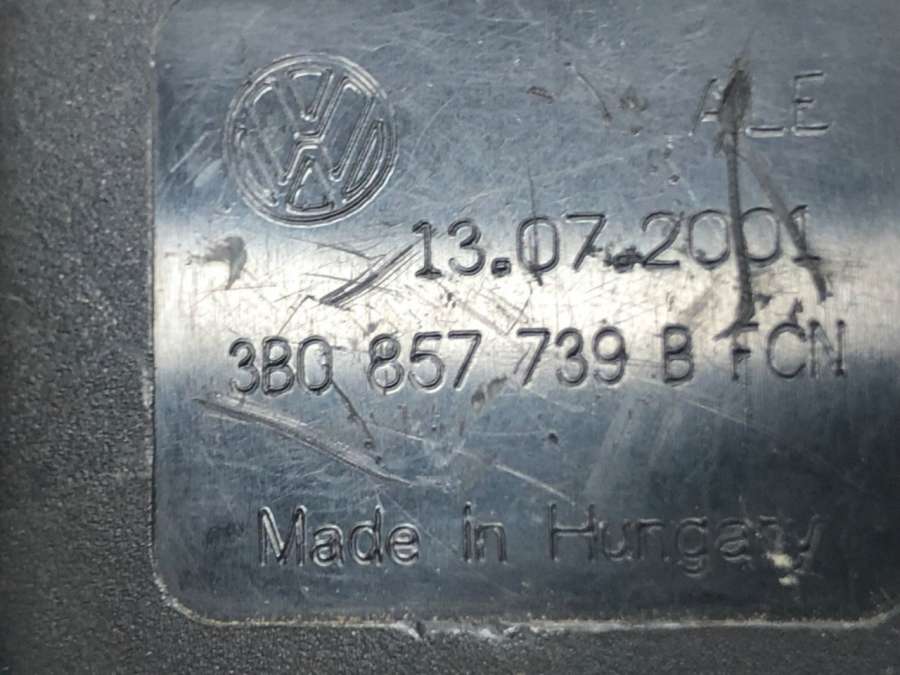 ALE
13.07.2001
3B0 857 739 B FCN
Made in Hungary